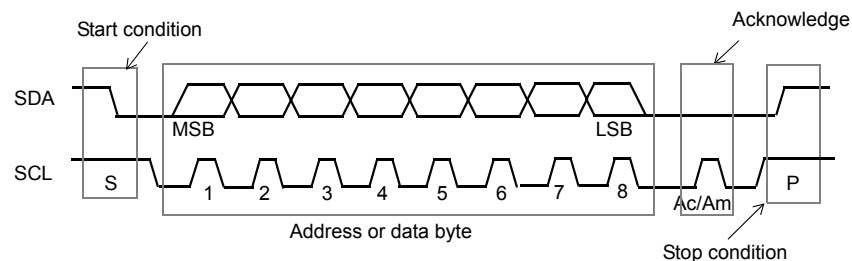 Start condition
Acknowledge
SDA
MSB
LSB
SCL
S
1 2 3 4 5 6 7 8
Ac/Am
P
Address or data byte
Stop condition